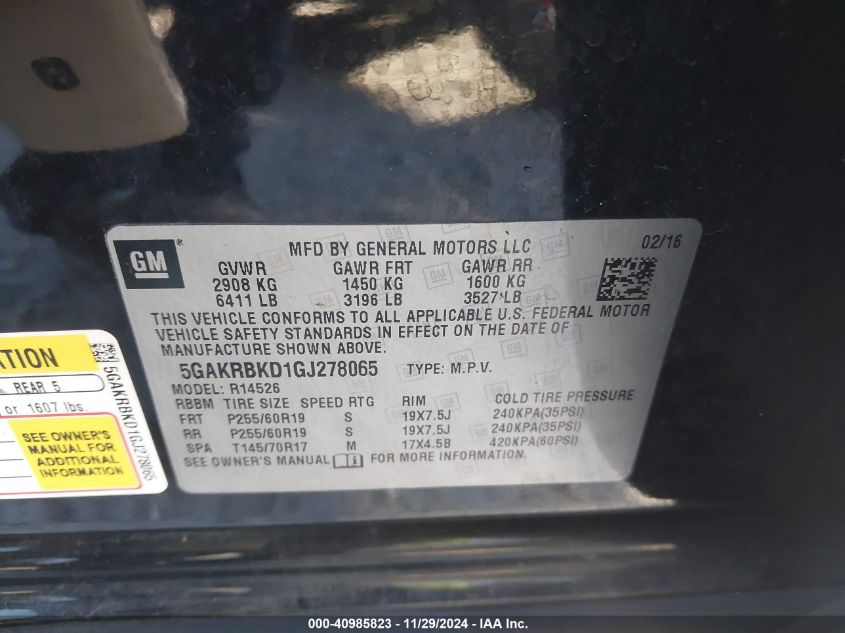 GM
MFD BY GENERAL MOTORS LLC 02/16
GVWR GAWR FRT GAWR RR
2908 KG 1450 KG 1600 KG
6411 LB 3196 LB 3527 LB
THIS VEHICLE CONFORMS TO ALL APPLICABLE U.S. FEDERAL MOTOR
VEHICLE SAFETY STANDARDS IN EFFECT ON THE DATE OF
MANUFACTURE SHOWN ABOVE.
5GAKRBKD1GJ278065 TYPE: M.P.V.
MODEL: R14526
RBBM TIRE SIZE SPEED RTG RIM COLD TIRE PRESSURE
FRT P255/60R19 S 19X7.5J 240KPA(35PSI)
RR P255/60R19 S 19X7.5J 240KPA(35PSI)
SPA T145/70R17 M 17X4.5B 420KPA(60PSI)
SEE OWNER'S MANUAL FOR MORE INFORMATION.
ATION
REAR 5
or 1607 lbs.
SEE OWNER'S
MANUAL FOR
ADDITIONAL
INFORMATION
5GAKRBKD1GJ278065
000-40985823 - 11/29/2024 - IAA Inc.